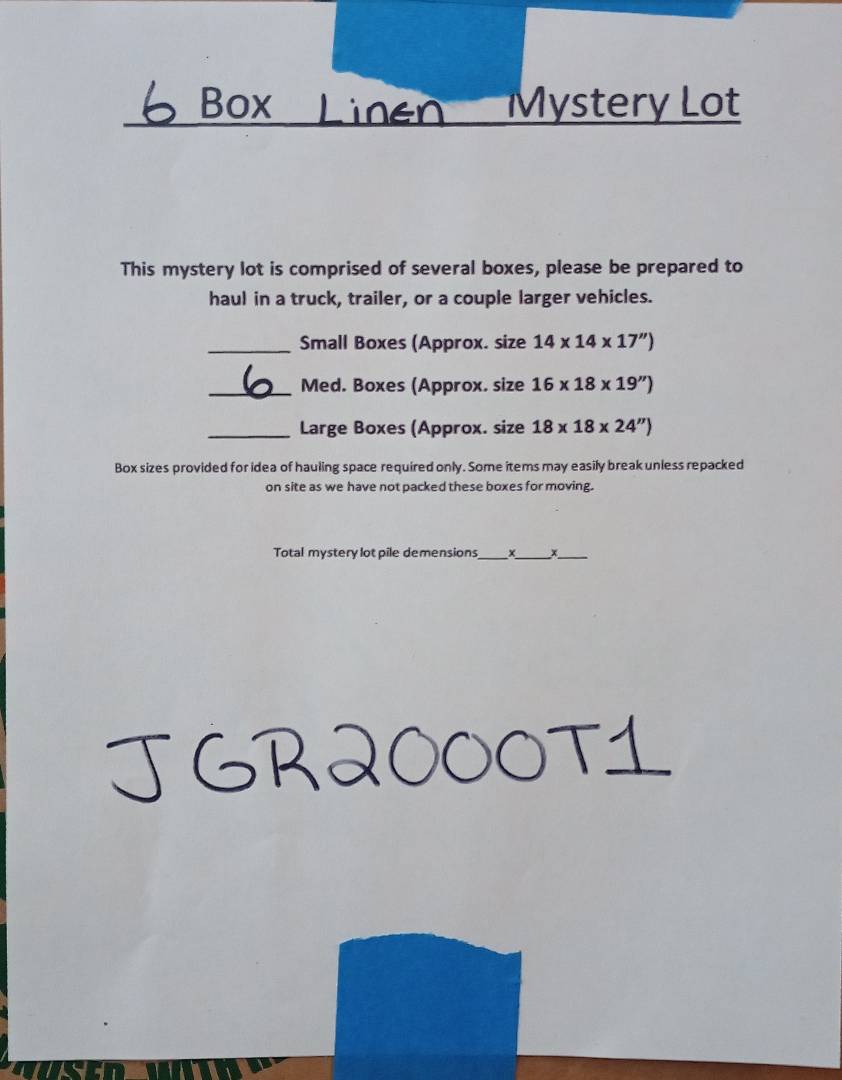 6 Box Linen Mystery Lot
This mystery lot is comprised of several boxes, please be prepared to
haul in a truck, trailer, or a couple larger vehicles.
______ Small Boxes (Approx. size 14 x 14 x 17")
6 Med. Boxes (Approx. size 16 x 18 x 19")
______ Large Boxes (Approx. size 18 x 18 x 24")
Box sizes provided for idea of hauling space required only. Some items may easily break unless repacked
on site as we have not packed these boxes for moving.
Total mystery lot pile demensions____x____x____
JGR2000T1